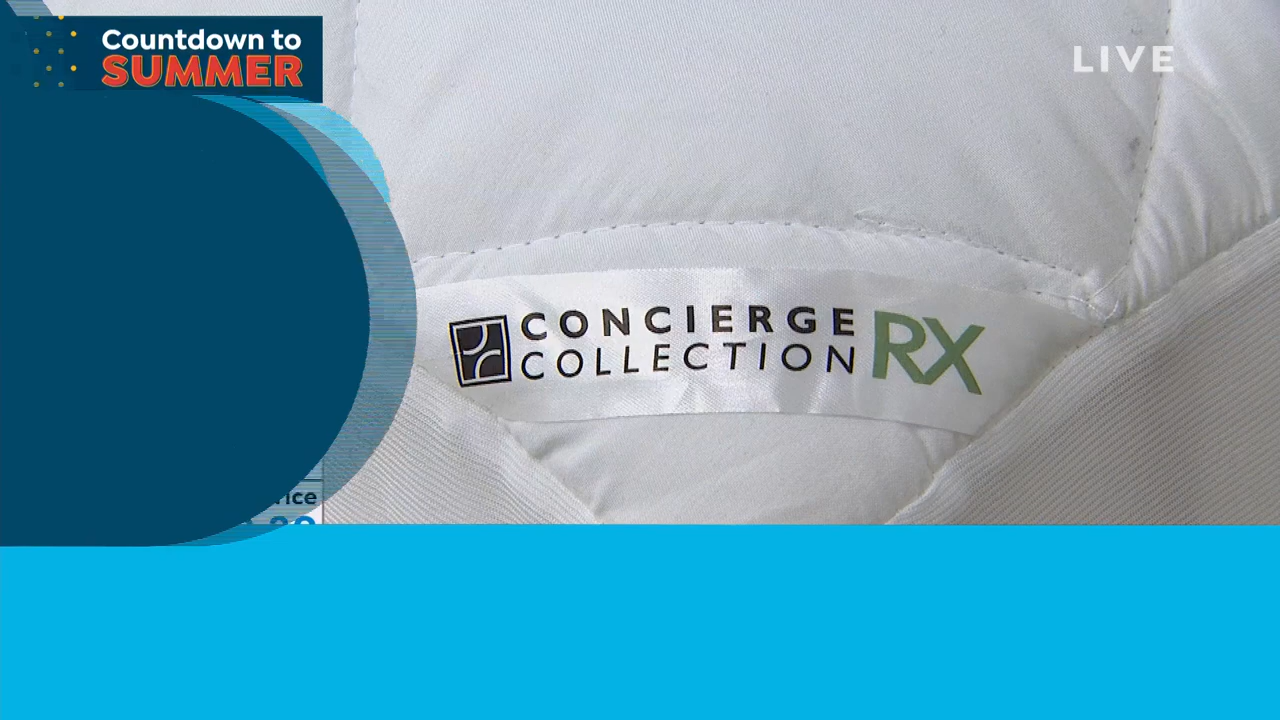 Countdown to
SUMMER
LIVE
CONCIERGE
COLLECTION RX